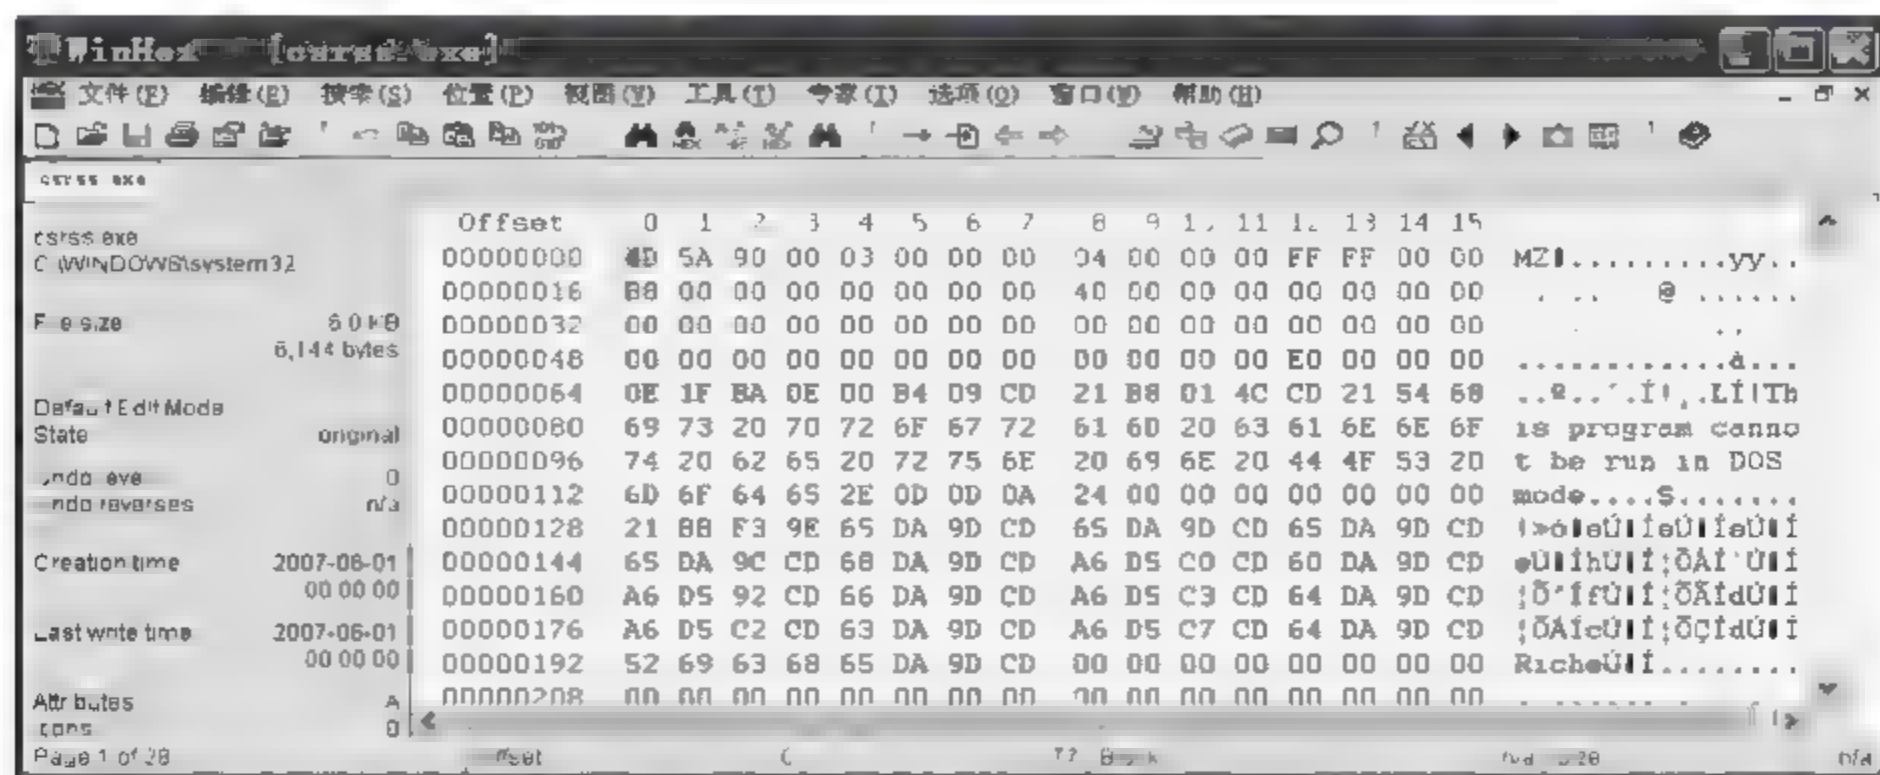 WinHex [csrss.exe]
文件(F) 编辑(E) 搜索(S) 位置(P) 视图(V) 工具(T) 专家(I) 选项(O) 窗口(W) 帮助(H)
csrss.exe
csrss.exe
C:\WINDOWS\system32
File size 6.0 KB
6,144 bytes
Default Edit Mode
State original
Undo level 0
Undo reverses n/a
Creation time 2007-06-01
00:00:00
Last write time 2007-06-01
00:00:00
Attributes A
Icons 0
Page 1 of 28
Offset 0 1 2 3 4 5 6 7 8 9 10 11 12 13 14 15
00000000 4D 5A 90 00 03 00 00 00 04 00 00 00 FF FF 00 00
00000016 B8 00 00 00 00 00 00 00 40 00 00 00 00 00 00 00 @
00000032 00 00 00 00 00 00 00 00 00 00 00 00 00 00 00 00
00000048 00 00 00 00 00 00 00 00 00 00 00 00 E0 00 00 00
00000064 0E 1F BA 0E 00 B4 09 CD 21 B8 01 4C CD 21 54 68
00000080 69 73 20 70 72 6F 67 72 61 6D 20 63 61 6E 6E 6F is program canno
00000096 74 20 62 65 20 72 75 6E 20 69 6E 20 44 4F 53 20 t be run in DOS
00000112 6D 6F 64 65 2E 0D 0D 0A 24 00 00 00 00 00 00 00 mode....$.......
00000128 21 BB F3 9E 65 DA 9D CD 65 DA 9D CD 65 DA 9D CD
00000144 65 DA 9C CD 68 DA 9D CD A6 D5 C0 CD 60 DA 9D CD
00000160 A6 D5 92 CD 66 DA 9D CD A6 D5 C3 CD 64 DA 9D CD
00000176 A6 D5 C2 CD 63 DA 9D CD A6 D5 C7 CD 64 DA 9D CD
00000192 52 69 63 68 65 DA 9D CD 00 00 00 00 00 00 00 00
00000208 00 00 00 00 00 00 00 00 00 00 00 00 00 00 00 00
n/a